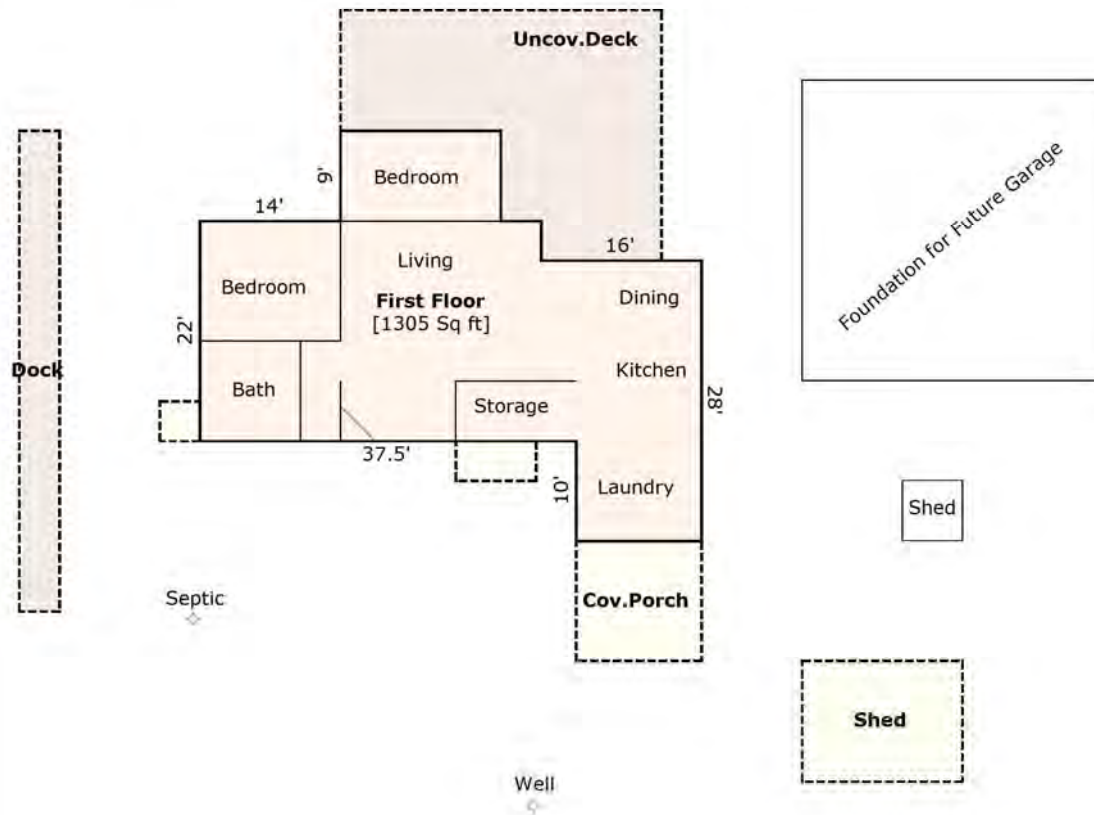 Uncov.Deck
Bedroom
9'
14'
16'
Living
Bedroom
First Floor
[1305 Sq ft]
Dining
Foundation for Future Garage
22'
Dock
Bath
Kitchen
Storage
28'
37.5'
10'
Laundry
Shed
Septic
Cov.Porch
Shed
Well